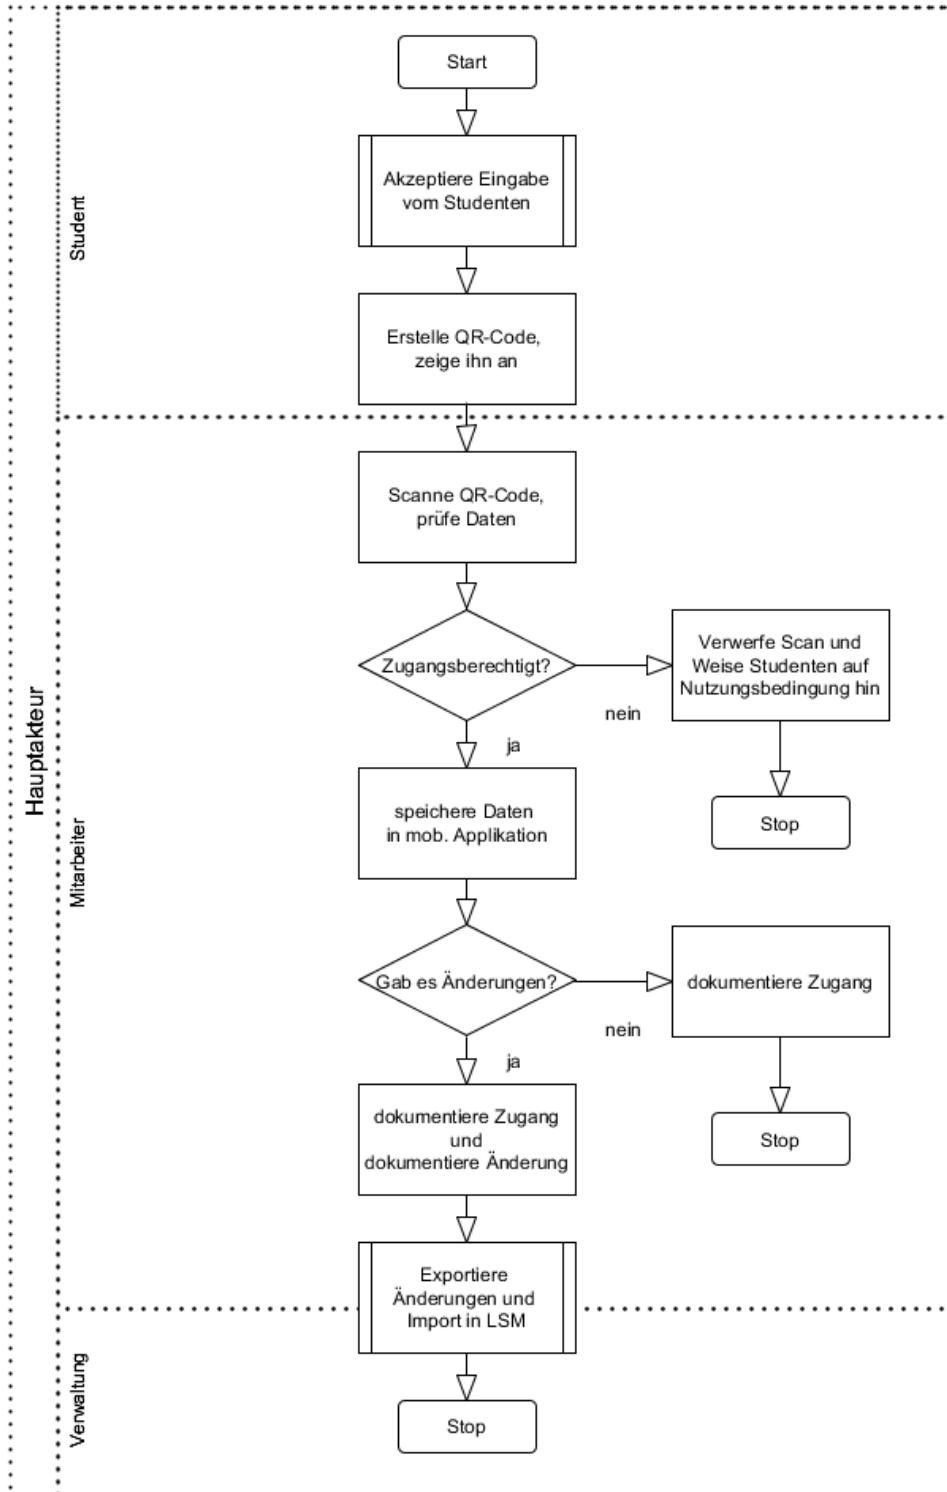 Hauptakteur
Student
Start
Akzeptiere Eingabe
vom Studenten
Erstelle QR-Code,
zeige ihn an
Mitarbeiter
Scanne QR-Code,
prüfe Daten
Zugangsberechtigt?
nein
Verwerfe Scan und
Weise Studenten auf
Nutzungsbedingung hin
Stop
ja
speichere Daten
in mob. Applikation
Gab es Änderungen?
nein
dokumentiere Zugang
Stop
ja
dokumentiere Zugang
und
dokumentiere Änderung
Exportiere
Änderungen und
Import in LSM
Verwaltung
Stop